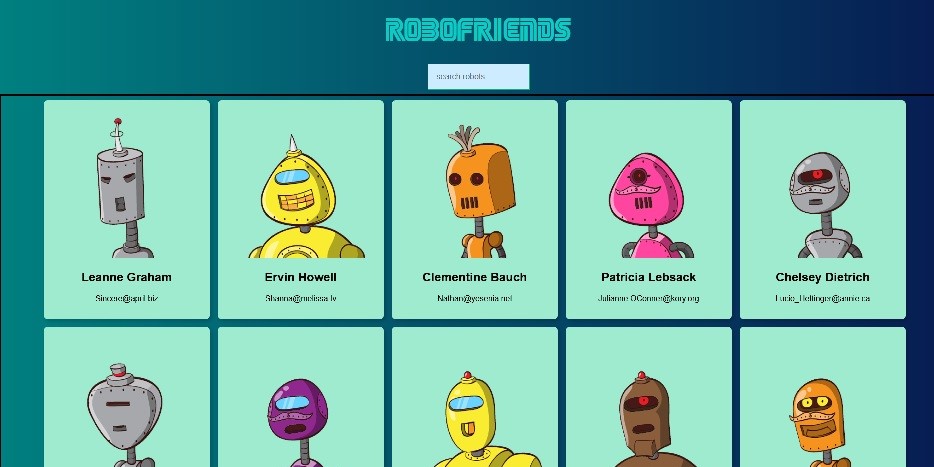 ROBOFRIENDS
search robots
Leanne Graham
Ervin Howell
Clementine Bauch
Patricia Lebsack
Chelsey Dietrich
Sincere@april.biz
Shanna@melissa.tv
Nathan@yesenia.net
Julianne.OConner@kory.org
Lucio_Hettinger@annie.ca